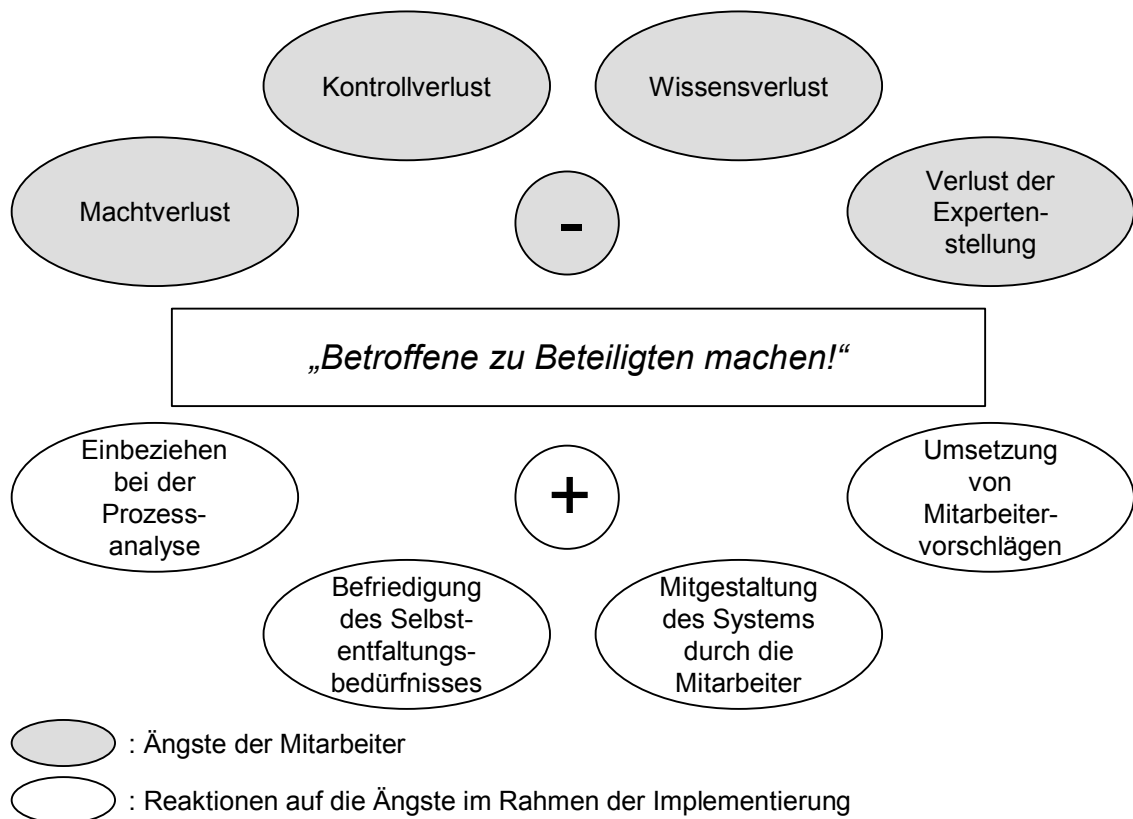 Kontrollverlust
Wissensverlust
Machtverlust
-
Verlust der
Experten-
stellung
„Betroffene zu Beteiligten machen!“
Einbeziehen
bei der
Prozess-
analyse
+
Umsetzung
von
Mitarbeiter-
vorschlägen
Befriedigung
des Selbst-
entfaltungs-
bedürfnisses
Mitgestaltung
des Systems
durch die
Mitarbeiter
: Ängste der Mitarbeiter
: Reaktionen auf die Ängste im Rahmen der Implementierung